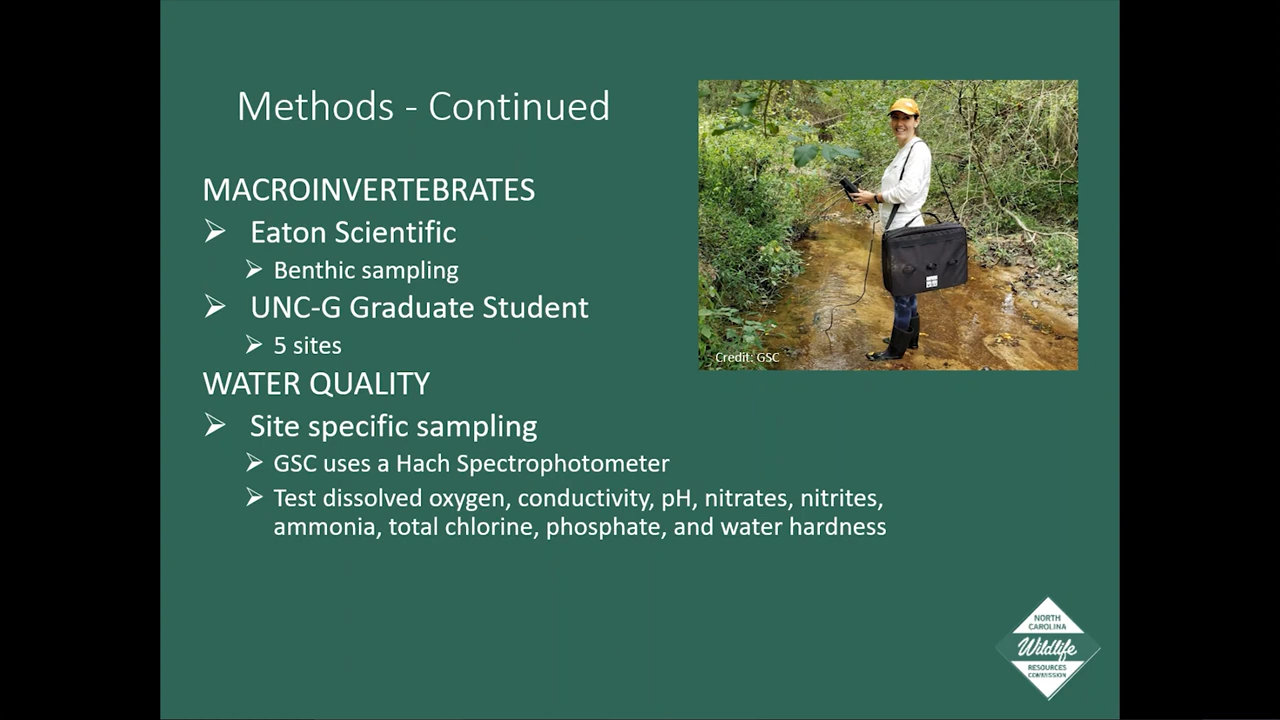 Methods - Continued
MACROINVERTEBRATES
Eaton Scientific
Benthic sampling
UNC-G Graduate Student
5 sites
WATER QUALITY
Site specific sampling
GSC uses a Hach Spectrophotometer
Test dissolved oxygen, conductivity, pH, nitrates, nitrites,
ammonia, total chlorine, phosphate, and water hardness
Credit: GSC
NORTH
CAROLINA
Wildlife
RESOURCES
COMMISSION